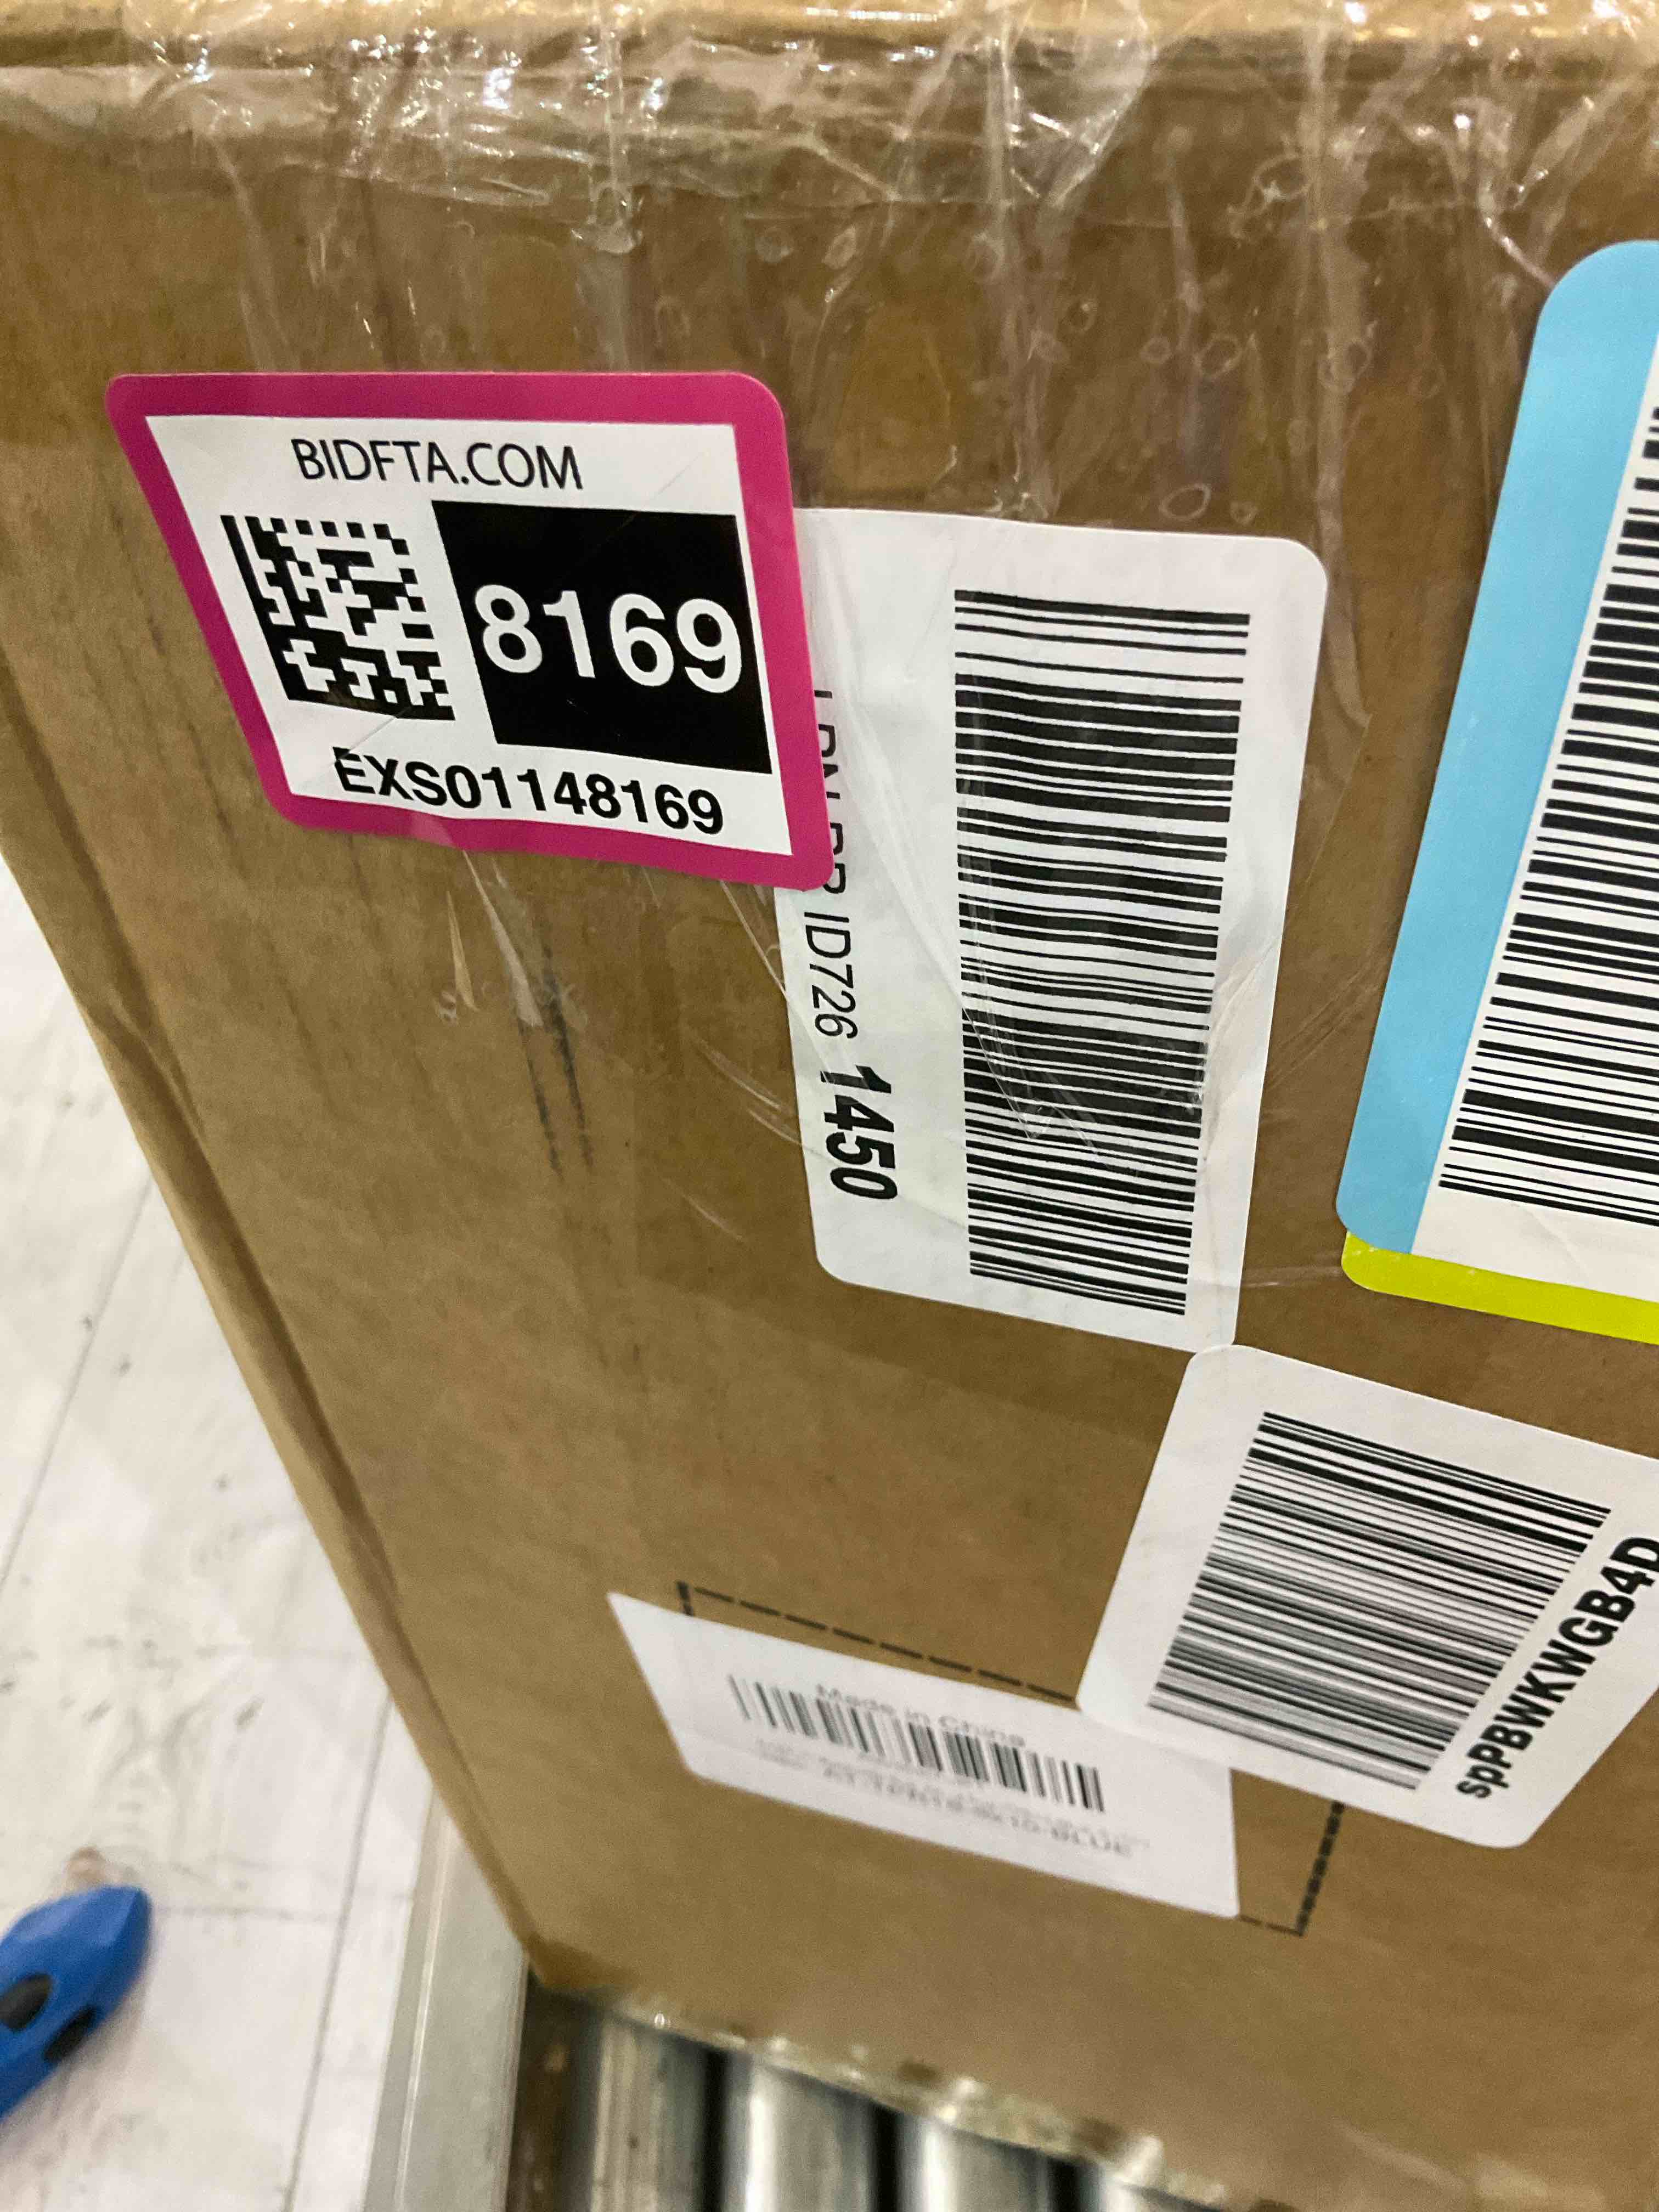 BIDFTA.COM
8169
EXS01148169
ID726 1450
spPBWKWGB4D
Made in China